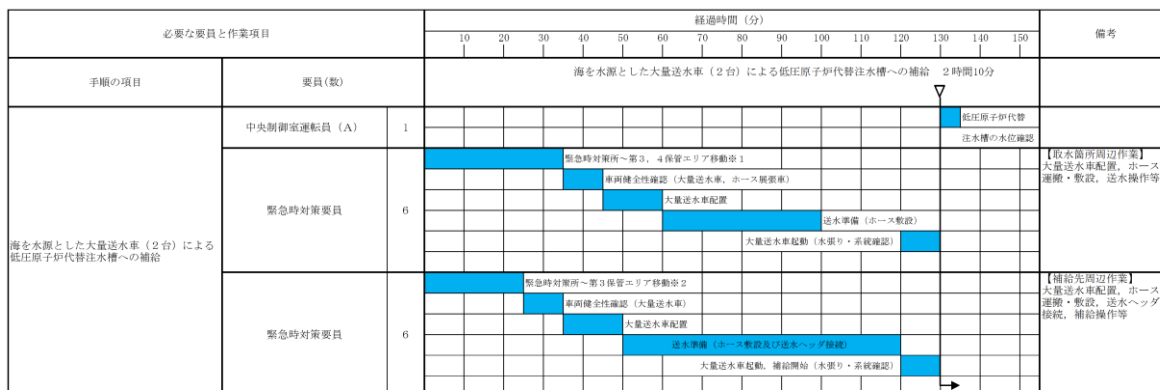 必要な要員と作業項目
経過時間（分）
備考
10 20 30 40 50 60 70 80 90 100 110 120 130 140 150
手順の項目
要員(数)
海を水源とした大量送水車（２台）による低圧原子炉代替注水槽への補給　２時間10分
中央制御室運転員（A）
1
低圧原子炉代替
注水槽の水位確認
海を水源とした大量送水車（２台）による
低圧原子炉代替注水槽への補給
緊急時対策要員
6
緊急時対策所～第３，４保管エリア移動※１
車両健全性確認（大量送水車，ホース展張車）
大量送水車配置
送水準備（ホース敷設）
大量送水車起動（水張り・系統確認）
【取水箇所周辺作業】
大量送水車配置，ホース
運搬・敷設，送水操作等
緊急時対策要員
6
緊急時対策所～第３保管エリア移動※２
車両健全性確認（大量送水車）
大量送水車配置
送水準備（ホース敷設及び送水ヘッダ接続）
大量送水車起動，補給開始（水張り・系統確認）
【補給先周辺作業】
大量送水車配置，ホース
運搬・敷設，送水ヘッダ
接続，補給操作等